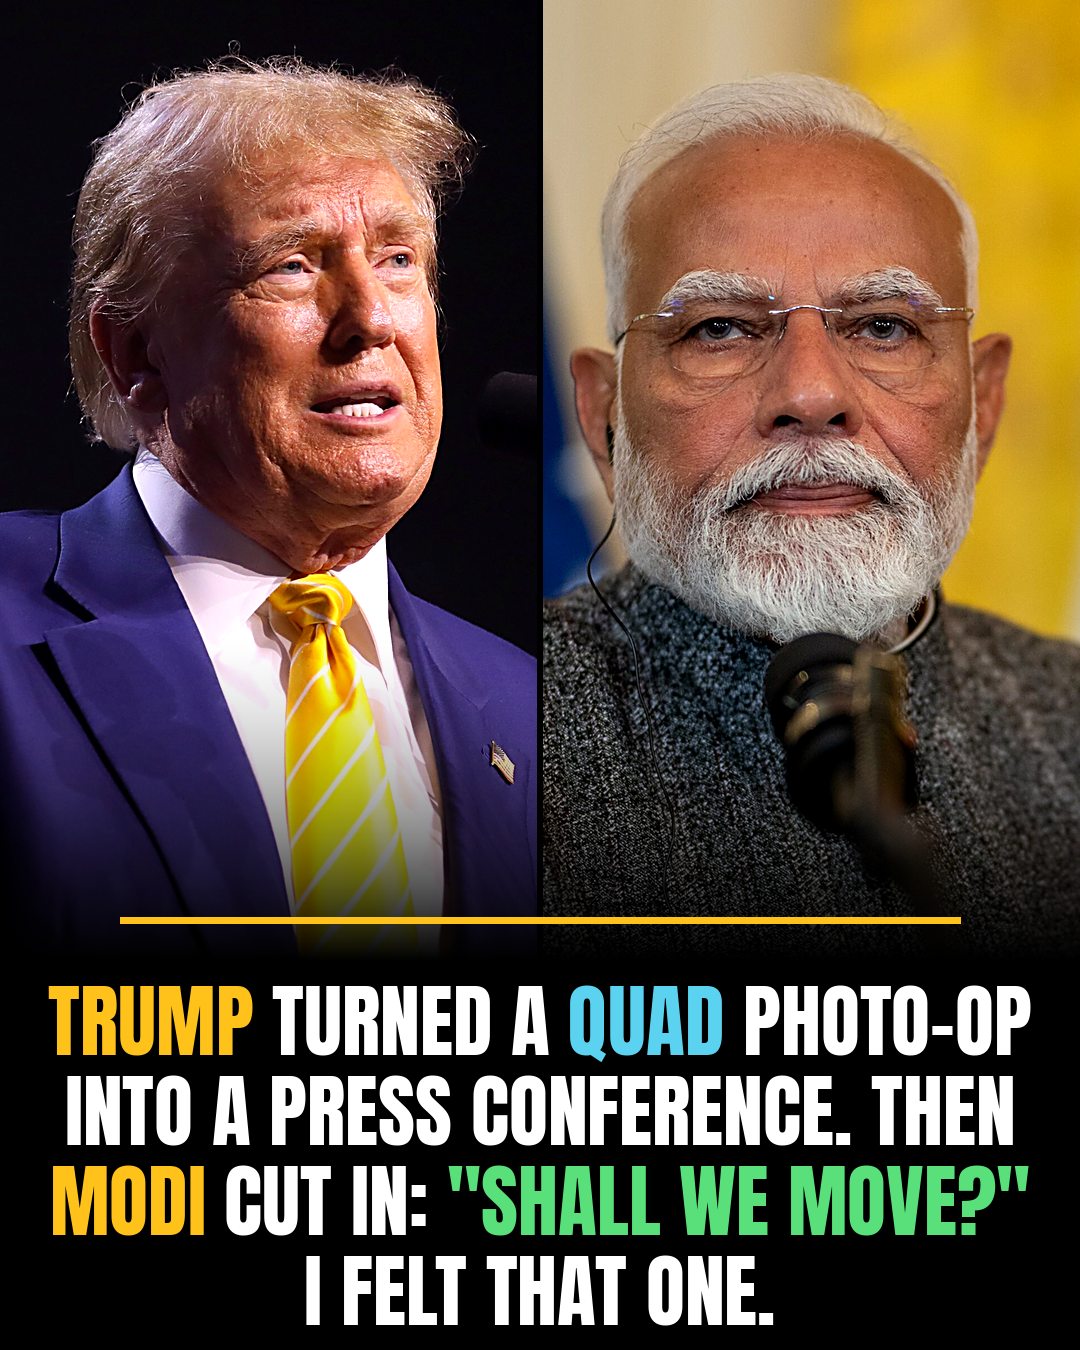 TRUMP TURNED A QUAD PHOTO-OP
INTO A PRESS CONFERENCE. THEN
MODI CUT IN: "SHALL WE MOVE?"
I FELT THAT ONE.